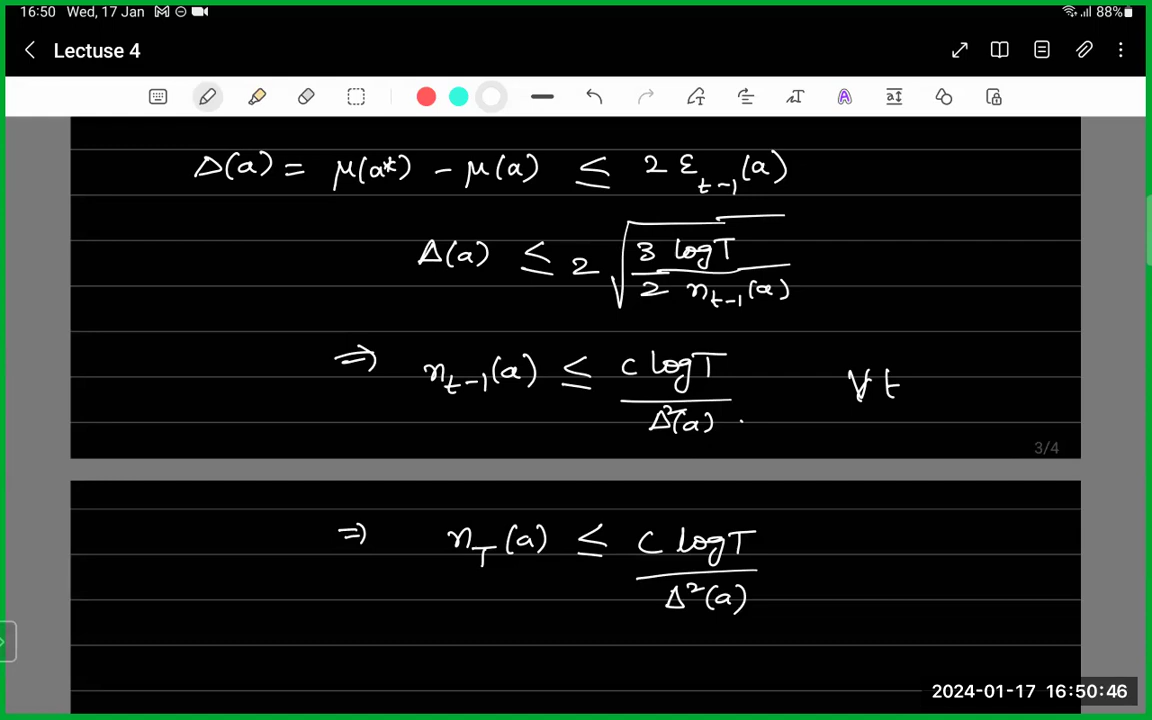 16:50 Wed, 17 Jan 88%
Lectuse 4
Δ(a) = μ(a*) - μ(a) ≤ 2 ε_{t-1}(a)
Δ(a) ≤ 2 √(3 log T / 2 n_{t-1}(a))
⇒ n_{t-1}(a) ≤ c log T / Δ²(a) ∀ t
3/4
⇒ n_T(a) ≤ c log T / Δ²(a)
2024-01-17 16:50:46